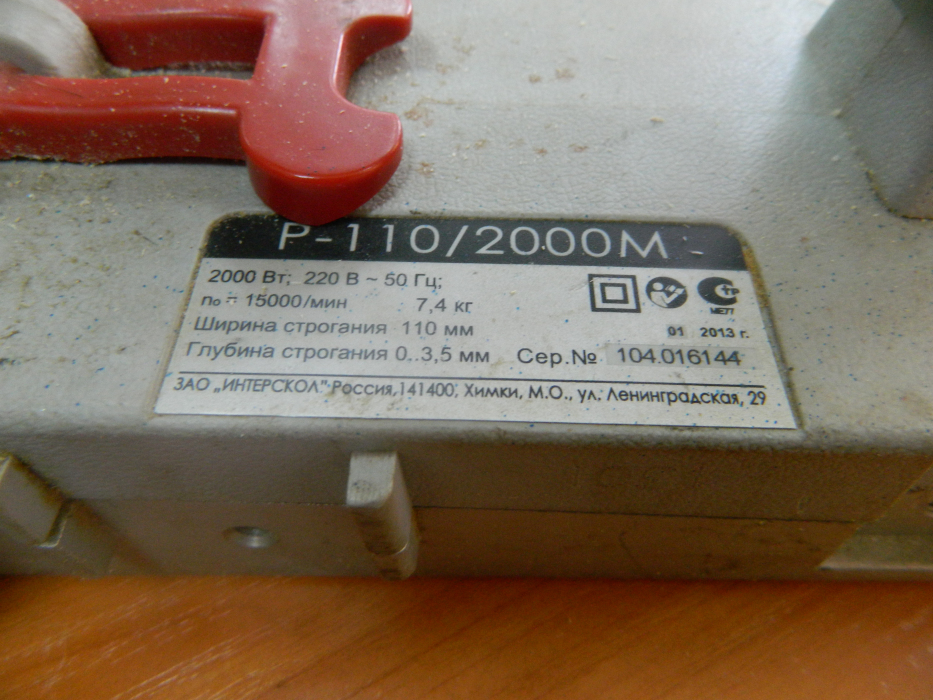 Р-110/2000М
2000 Вт; 220 В ~ 50 Гц;
nо = 15000/мин 7,4 кг
Ширина строгания 110 мм
01 2013 г.
Глубина строгания 0..3,5 мм Сер.№ 104.016144
ЗАО „ИНТЕРСКОЛ" Россия,141400, Химки, М.О., ул. Ленинградская, 29